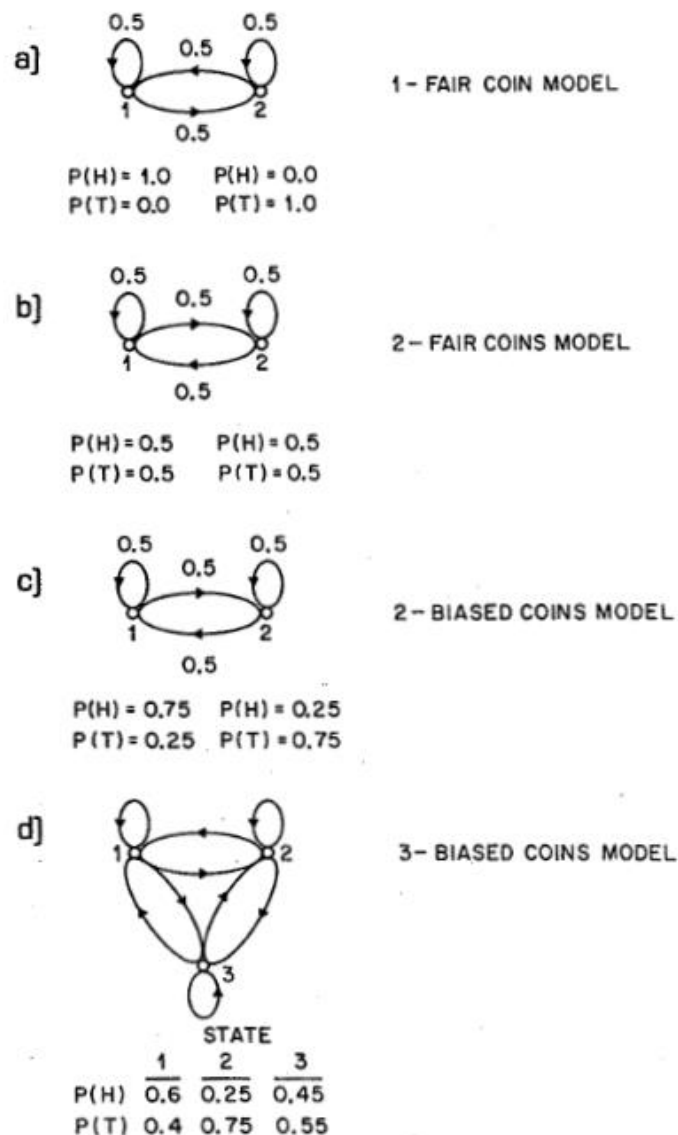 a]
0.5 0.5
0.5
1 2
0.5
1 – FAIR COIN MODEL
P(H) = 1.0 P(H) = 0.0
P(T) = 0.0 P(T) = 1.0
b]
0.5 0.5
0.5
1 2
0.5
2 – FAIR COINS MODEL
P(H) = 0.5 P(H) = 0.5
P(T) = 0.5 P(T) = 0.5
c]
0.5 0.5
0.5
1 2
0.5
2 – BIASED COINS MODEL
P(H) = 0.75 P(H) = 0.25
P(T) = 0.25 P(T) = 0.75
d]
1 2
3 – BIASED COINS MODEL
3
STATE
1 2 3
P(H) 0.6 0.25 0.45
P(T) 0.4 0.75 0.55